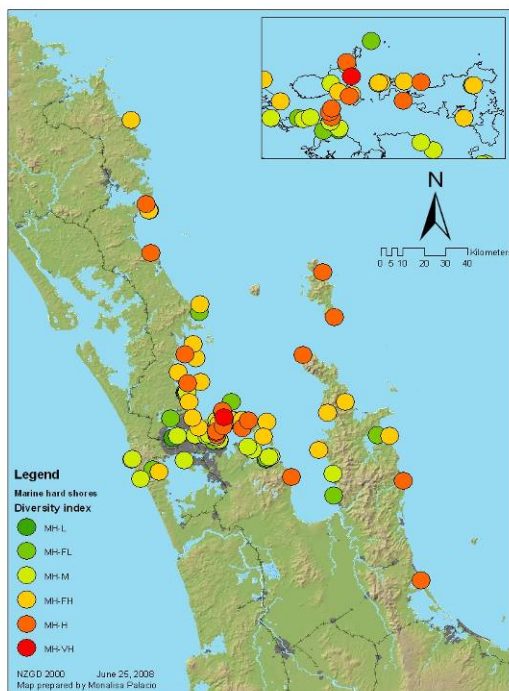 N
0 5 10 20 30 40
Kilometers
Legend
Marine hard shores
Diversity index
MH-L
MH-FL
MH-M
MH-FH
MH-H
MH-VH
NZGD 2000 June 25, 2008
Map prepared by Menalisa Palacio